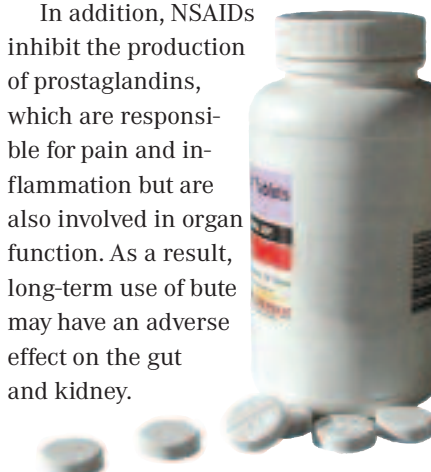 In addition, NSAIDs
inhibit the production
of prostaglandins,
which are responsi-
ble for pain and in-
flammation but are
also involved in organ
function. As a result,
long-term use of bute
may have an adverse
effect on the gut
and kidney.
Tablets